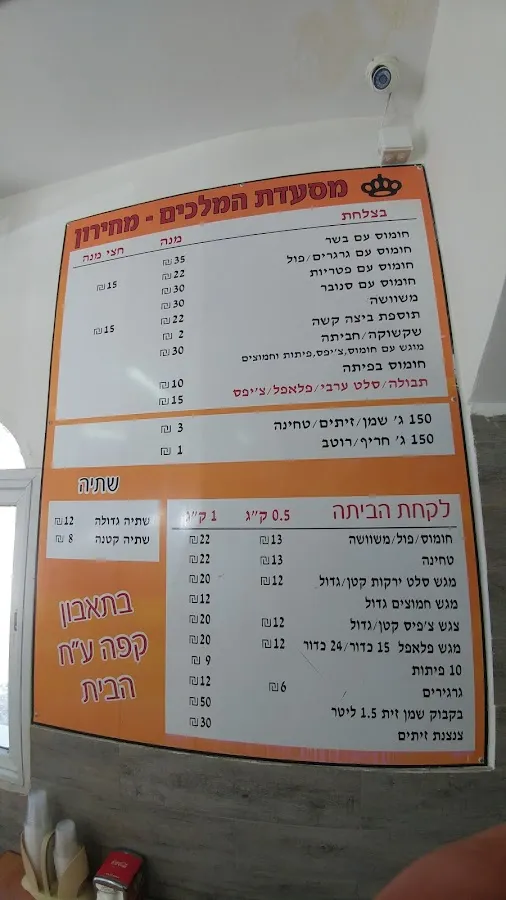 מסעדת המלכים - מחירון
בצלחת מנה חצי מנה
חומוס עם בשר 35 ₪
חומוס עם גרגרים/פול 22 ₪ 15 ₪
חומוס עם פטריות 30 ₪
חומוס עם סנובר 30 ₪
משוושה 22 ₪ 15 ₪
תוספת ביצה קשה 2 ₪
שקשוקה/חביתה 30 ₪
מוגש עם חומוס,צ'יפס,פיתות וחמוצים
חומוס בפיתה 10 ₪
תבולה/סלט ערבי/פלאפל/צ'יפס 15 ₪
150 ג' שמן/זיתים/טחינה 3 ₪
150 ג' חריף/רוטב 1 ₪
לקחת הביתה 0.5 ק"ג 1 ק"ג
חומוס/פול/משוושה 13 ₪ 22 ₪
טחינה 13 ₪ 22 ₪
מגש סלט ירקות קטן/גדול 12 ₪ 20 ₪
מגש חמוצים גדול 12 ₪
צגש צ'פיס קטן/גדול 12 ₪ 20 ₪
מגש פלאפל 15 כדור/24 כדור 12 ₪ 20 ₪
10 פיתות 9 ₪
גרגירים 6 ₪ 12 ₪
בקבוק שמן זית 1.5 ליטר 50 ₪
צנצנת זיתים 30 ₪
שתיה
שתיה גדולה 12 ₪
שתיה קטנה 8 ₪
בתאבון
קפה ע"ח
הבית